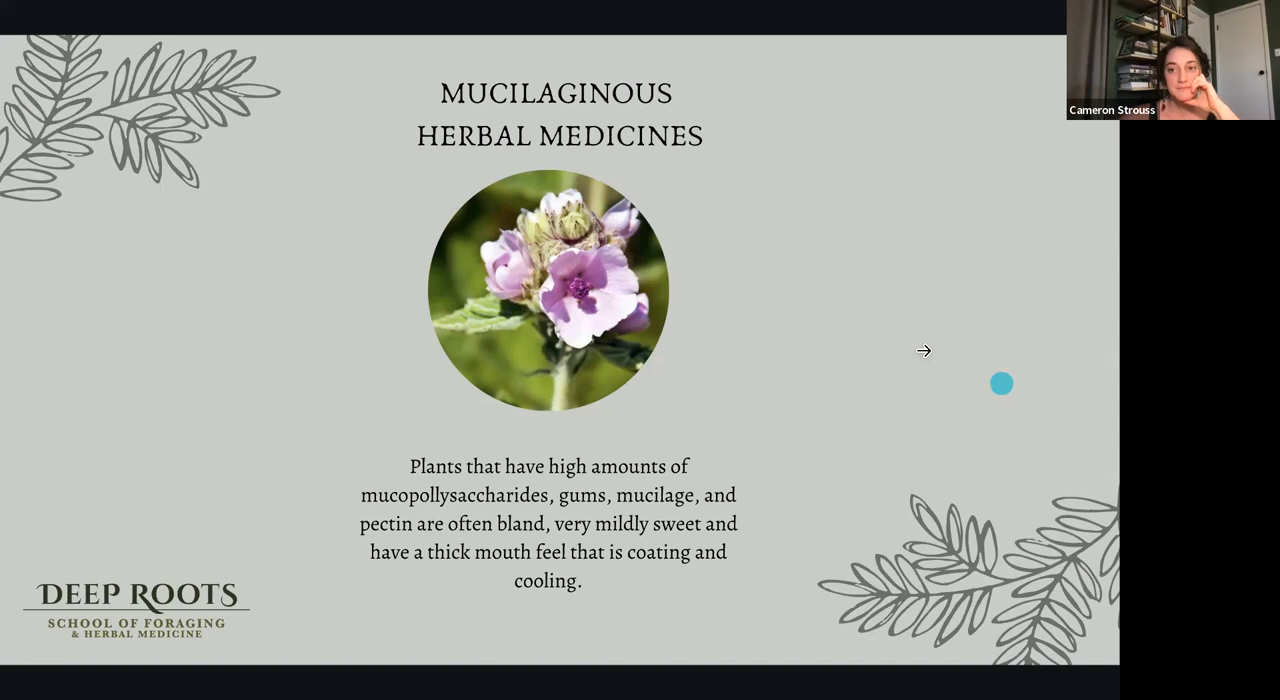 MUCILAGINOUS
HERBAL MEDICINES
Plants that have high amounts of
mucopollysaccharides, gums, mucilage, and
pectin are often bland, very mildly sweet and
have a thick mouth feel that is coating and
cooling.
DEEP ROOTS
SCHOOL OF FORAGING
& HERBAL MEDICINE
Cameron Strouss